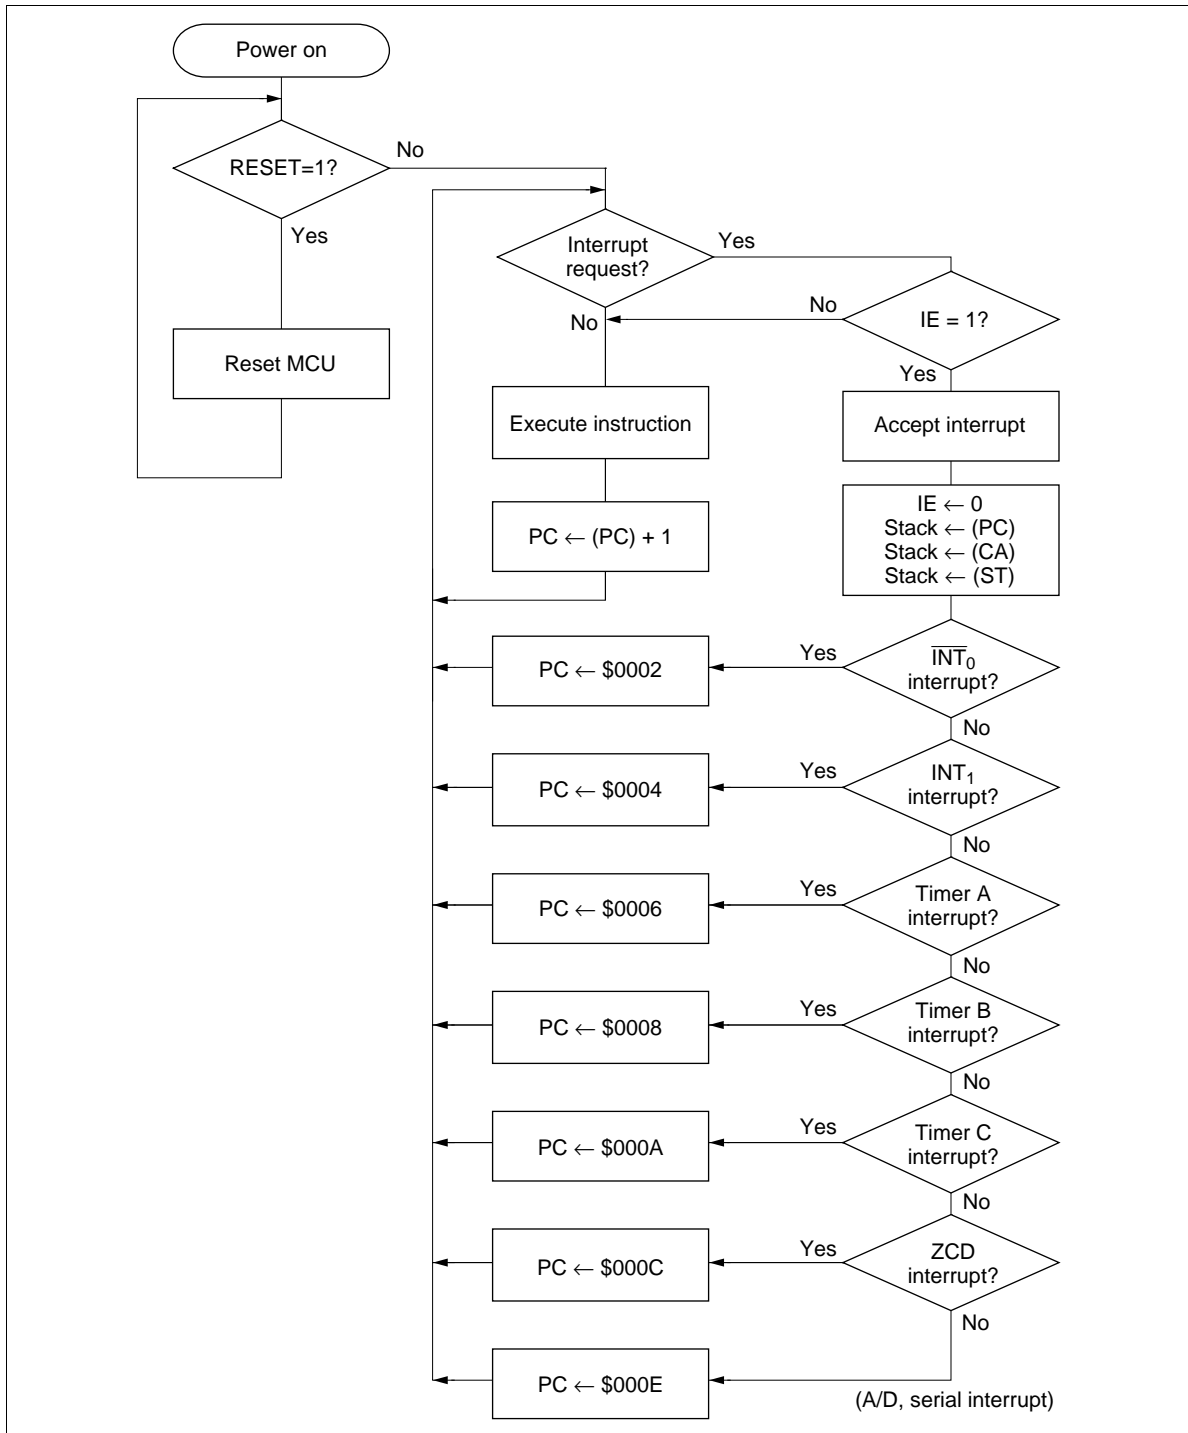 Power on
RESET=1?
No
Yes
Reset MCU
Interrupt
request?
Yes
No
IE = 1?
No
Yes
Execute instruction
Accept interrupt
PC ← (PC) + 1
IE ← 0
Stack ← (PC)
Stack ← (CA)
Stack ← (ST)
PC ← $0002
Yes
I̅N̅T̅₀
interrupt?
No
PC ← $0004
Yes
INT₁
interrupt?
No
PC ← $0006
Yes
Timer A
interrupt?
No
PC ← $0008
Yes
Timer B
interrupt?
No
PC ← $000A
Yes
Timer C
interrupt?
No
PC ← $000C
Yes
ZCD
interrupt?
No
PC ← $000E
(A/D, serial interrupt)